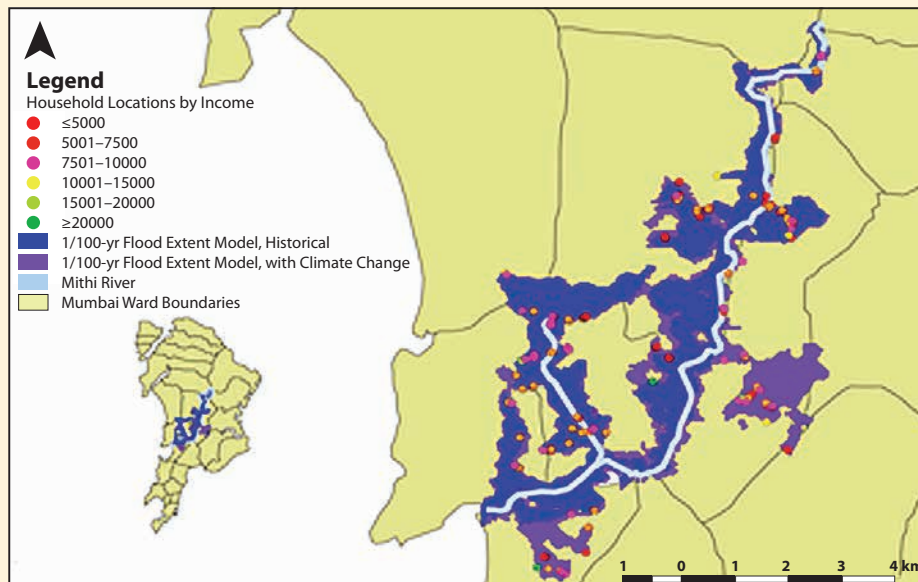 Legend
Household Locations by Income
≤5000
5001–7500
7501–10000
10001–15000
15001–20000
≥20000
1/100-yr Flood Extent Model, Historical
1/100-yr Flood Extent Model, with Climate Change
Mithi River
Mumbai Ward Boundaries
1 0 1 2 3 4 km